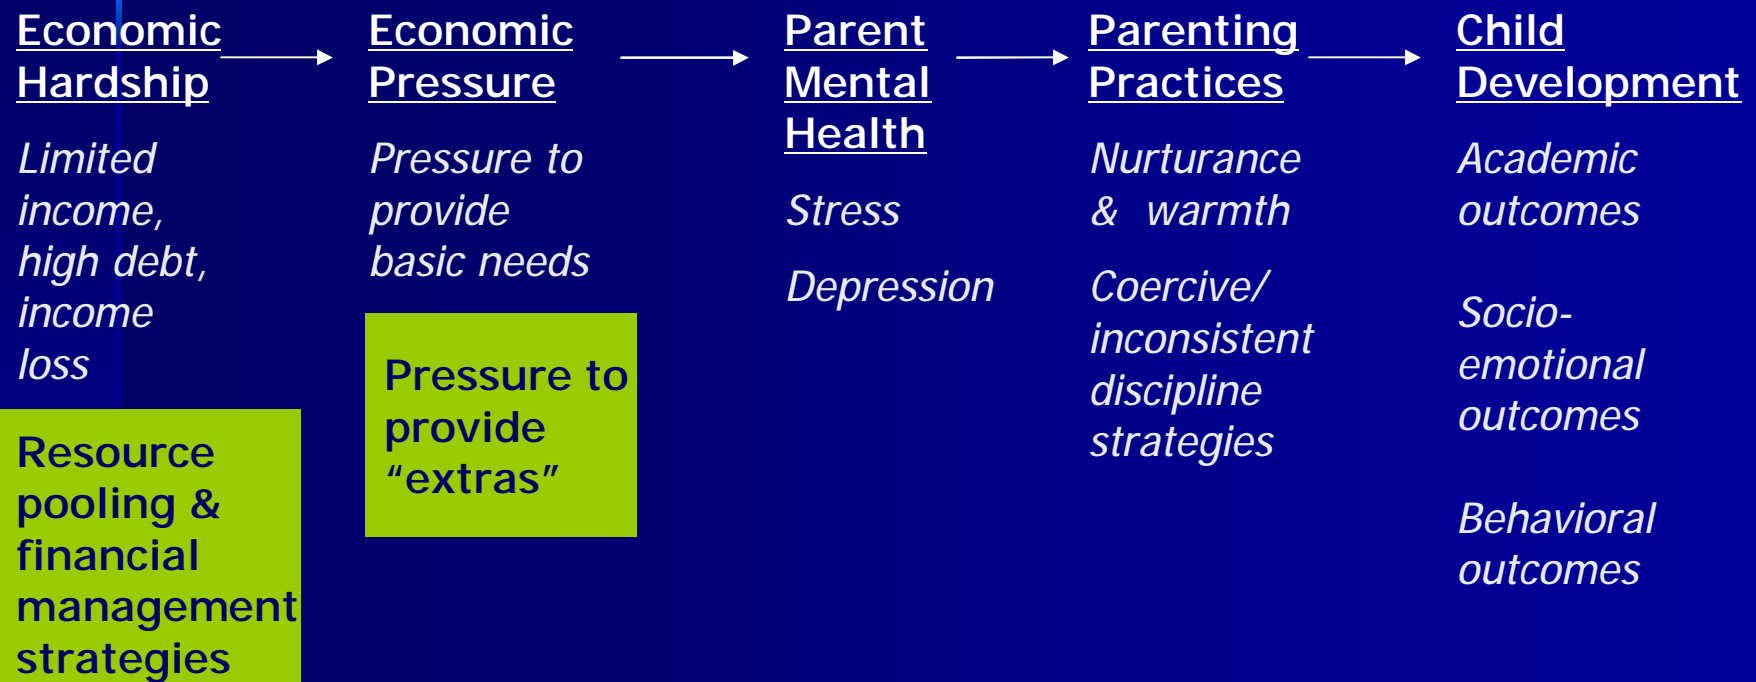 Economic
Hardship
Limited
income,
high debt,
income
loss
Resource
pooling &
financial
management
strategies
Economic
Pressure
Pressure to
provide
basic needs
Pressure to
provide
“extras”
Parent
Mental
Health
Stress
Depression
Parenting
Practices
Nurturance
& warmth
Coercive/
inconsistent
discipline
strategies
Child
Development
Academic
outcomes
Socio-
emotional
outcomes
Behavioral
outcomes